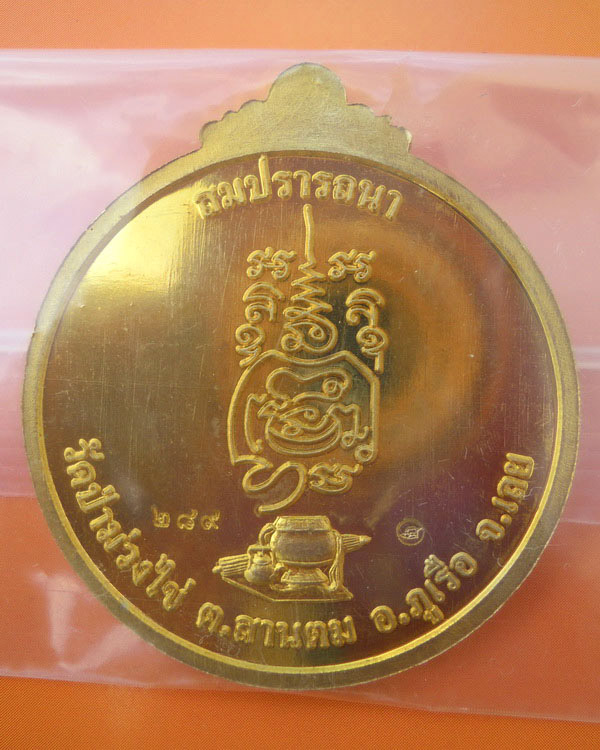 สมปรารถนา
๒๘๙
วัดป่าม่วงไข่ ต.สานตม อ.ภูเรือ จ.เลย